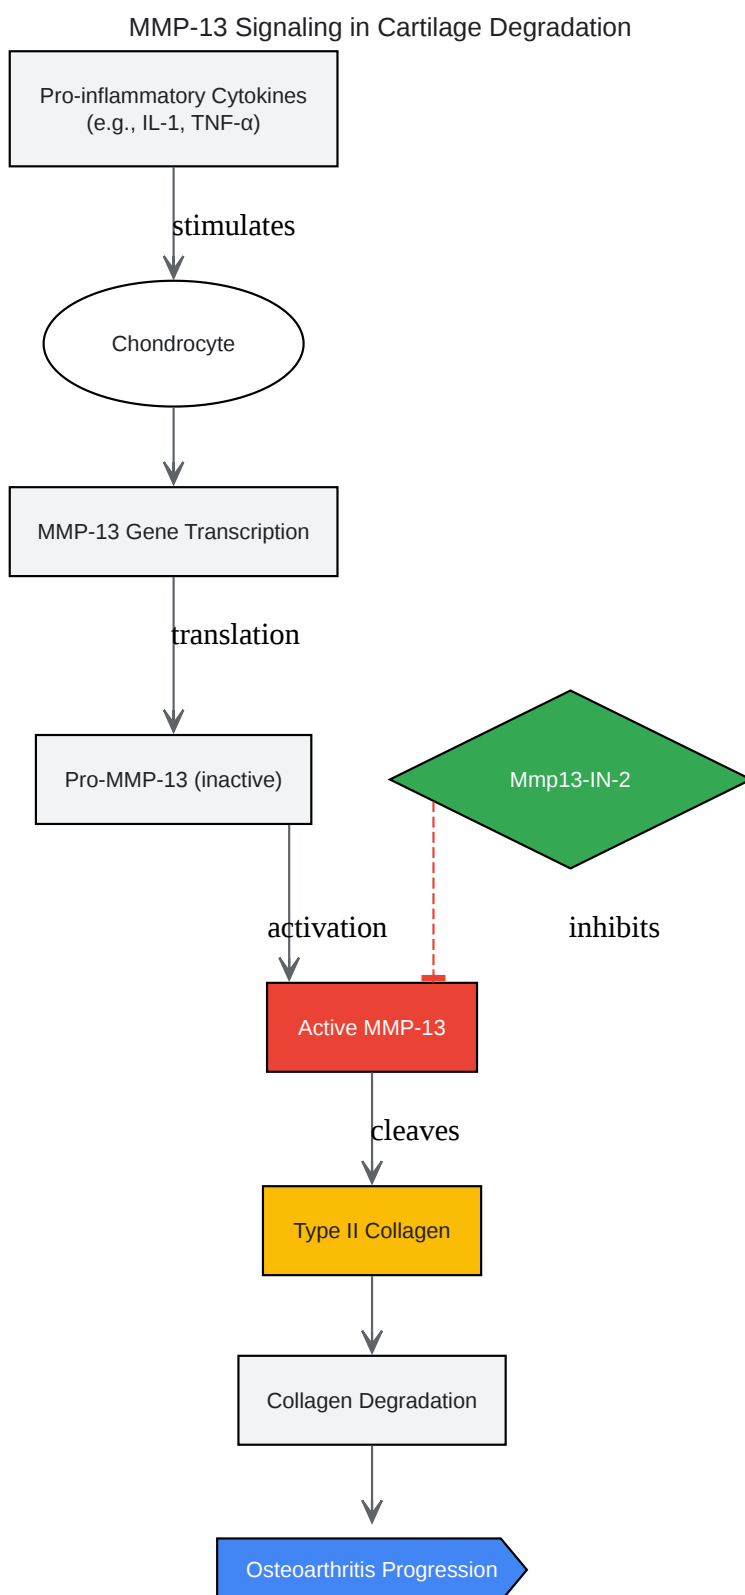 MMP-13 Signaling in Cartilage Degradation
Pro-inflammatory Cytokines
(e.g., IL-1, TNF-α)
stimulates
Chondrocyte
MMP-13 Gene Transcription
translation
Pro-MMP-13 (inactive)
Mmp13-IN-2
activation
inhibits
Active MMP-13
cleaves
Type II Collagen
Collagen Degradation
Osteoarthritis Progression